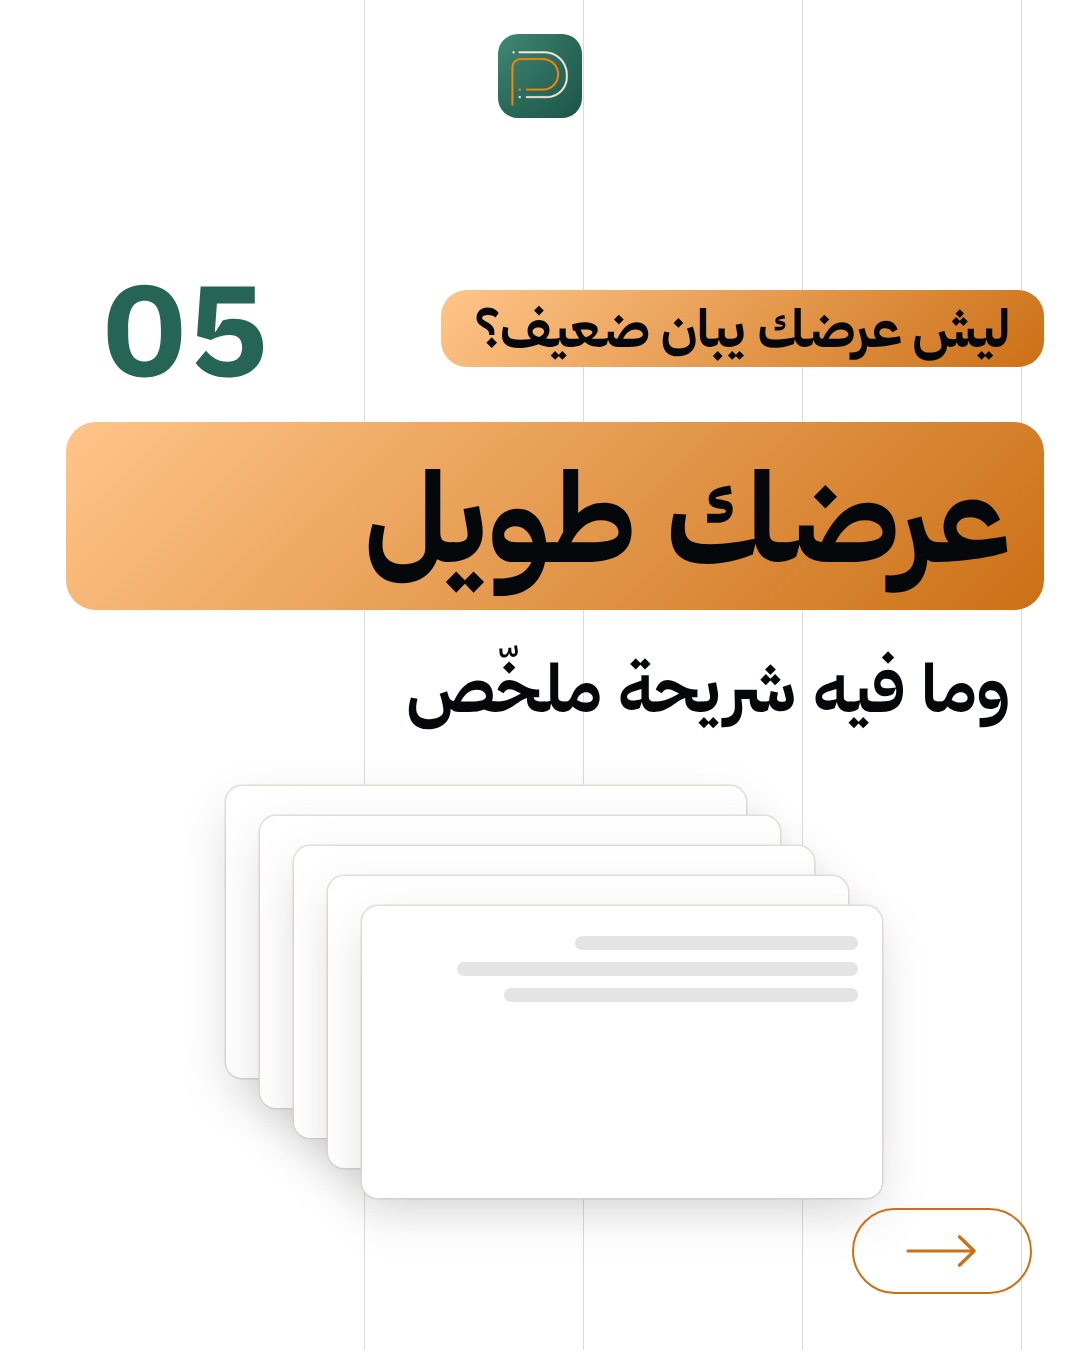 ليش عرضك يبان ضعيف؟
05
عرضك طويل
وما فيه شريحة ملخّص